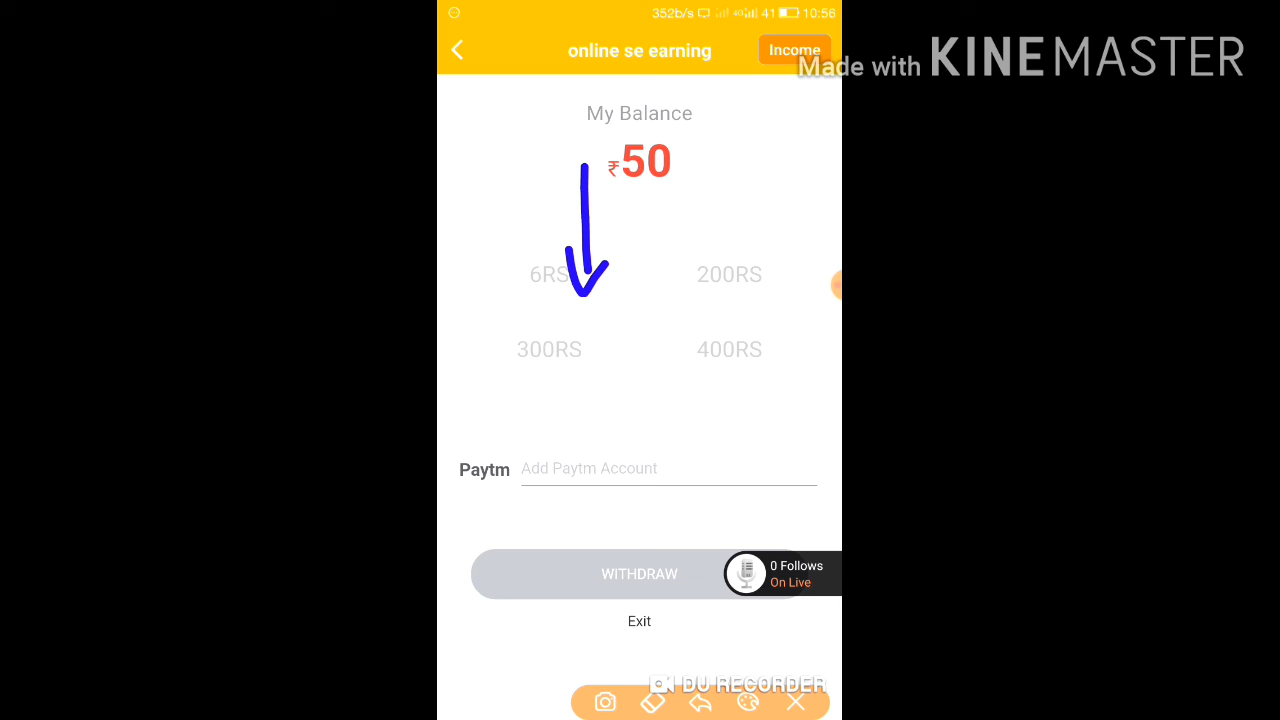 352b/s 4G 41 10:56
online se earning Income
Made with KINEMASTER
My Balance
₹50
6RS 200RS
300RS 400RS
Paytm Add Paytm Account
0 Follows
WITHDRAW
On Live
Exit
DU RECORDER